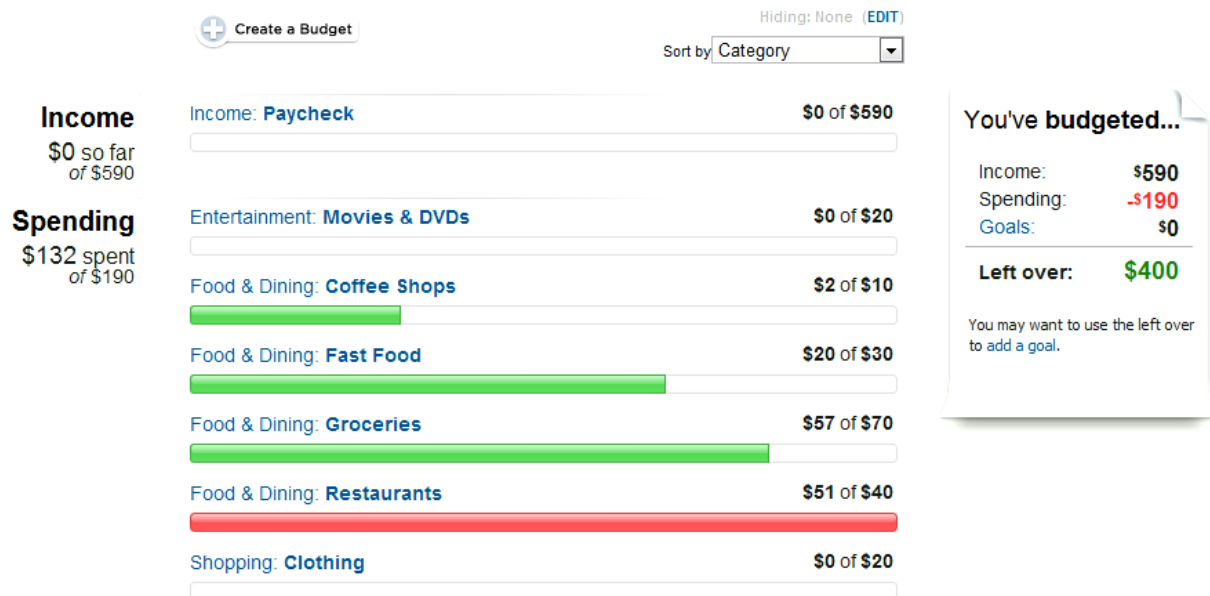 Create a Budget
Hiding: None (EDIT)
Sort by Category
Income
$0 so far
of $590
Income: Paycheck $0 of $590
Spending
$132 spent
of $190
Entertainment: Movies & DVDs $0 of $20
Food & Dining: Coffee Shops $2 of $10
Food & Dining: Fast Food $20 of $30
Food & Dining: Groceries $57 of $70
Food & Dining: Restaurants $51 of $40
Shopping: Clothing $0 of $20
You've budgeted...
Income: $590
Spending: -$190
Goals: $0
Left over: $400
You may want to use the left over
to add a goal.